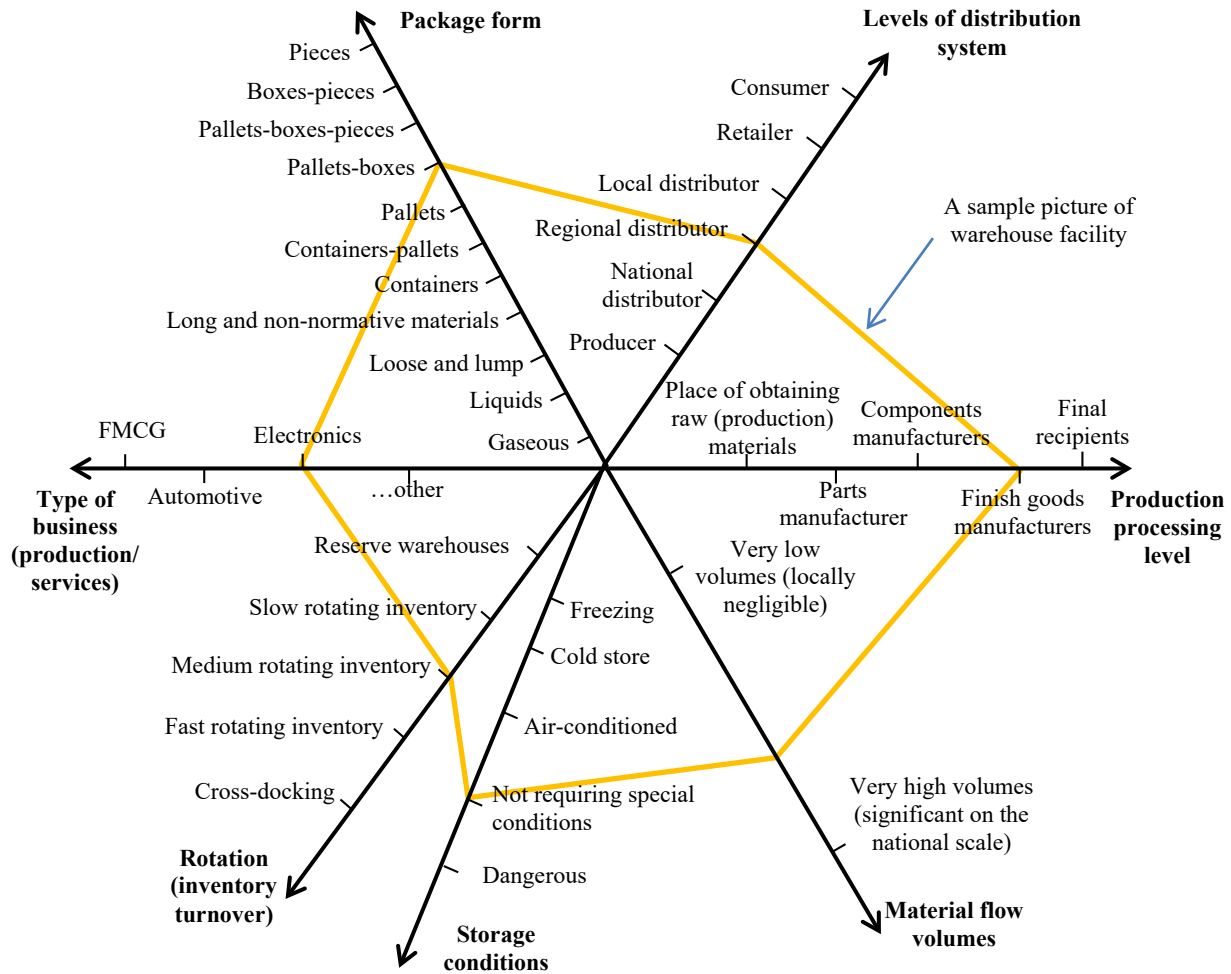 Package form
Pieces
Boxes-pieces
Pallets-boxes-pieces
Pallets-boxes
Pallets
Containers-pallets
Containers
Long and non-normative materials
Loose and lump
Liquids
Gaseous
Levels of distribution
system
Consumer
Retailer
Local distributor
Regional distributor
National
distributor
Producer
A sample picture of
warehouse facility
Place of obtaining
raw (production)
materials
Components
manufacturers
Final
recipients
Parts
manufacturer
Finish goods
manufacturers
Production
processing
level
FMCG
Electronics
Automotive
…other
Type of
business
(production/
services)
Reserve warehouses
Slow rotating inventory
Medium rotating inventory
Fast rotating inventory
Cross-docking
Rotation
(inventory
turnover)
Freezing
Cold store
Air-conditioned
Not requiring special
conditions
Dangerous
Storage
conditions
Very low
volumes (locally
negligible)
Very high volumes
(significant on the
national scale)
Material flow
volumes